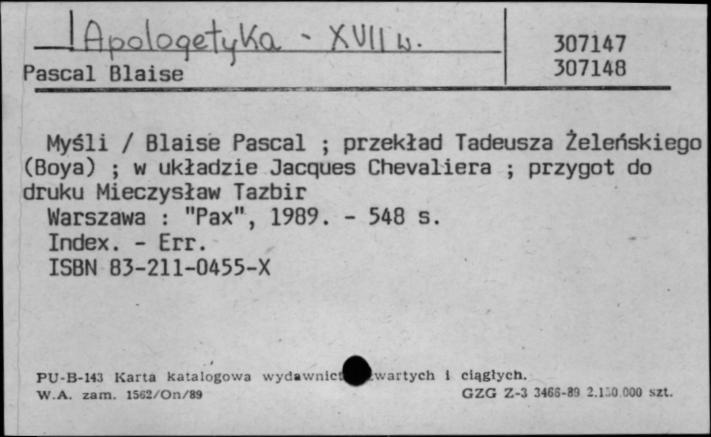 Apologetyka - XVII w.
307147
307148
Pascal Blaise
Myśli / Blaise Pascal ; przekład Tadeusza Żeleńskiego
(Boya) ; w układzie Jacques Chevaliera ; przygot do
druku Mieczysław Tazbir
Warszawa : "Pax", 1989. - 548 s.
Index. - Err.
ISBN 83-211-0455-X
PU-B-143 Karta katalogowa i ciągłych.
W.A. zam. 1562/On/89 GZG Z-3 3466-89 szt.